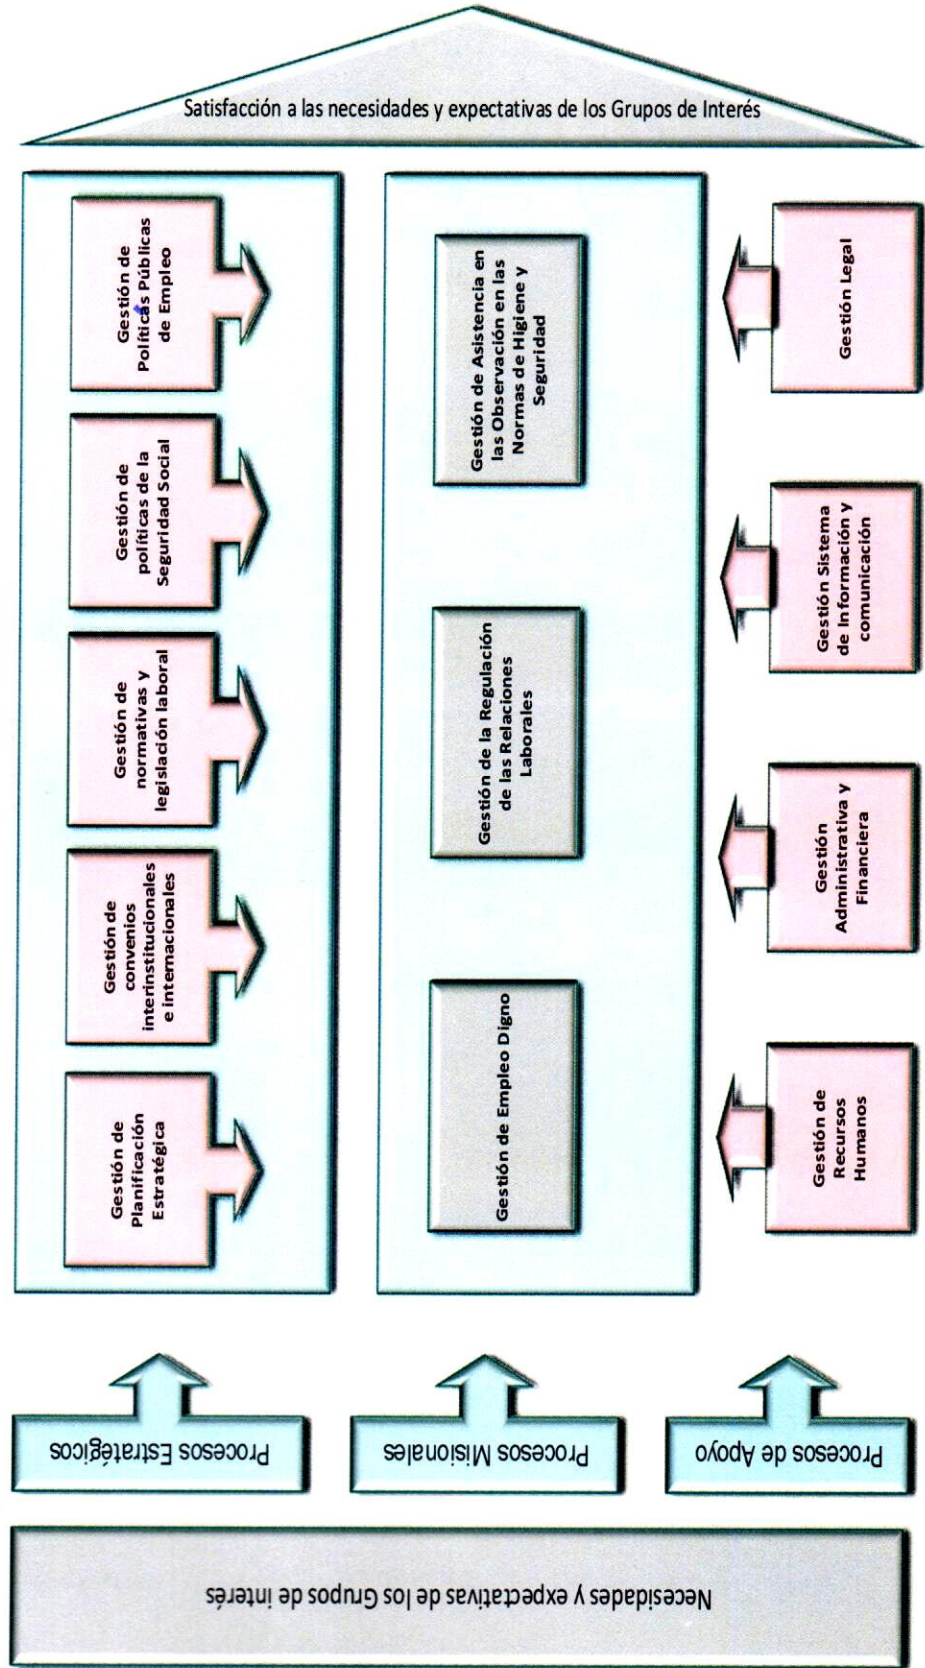 Necesidades y expectativas de los Grupos de interés
Procesos Estratégicos
Procesos Misionales
Procesos de Apoyo
Gestión de
Planificación
Estratégica
Gestión de
convenios
interinstitucionales
e internacionales
Gestión de
normativas y
legislación laboral
Gestión de
políticas de la
Seguridad Social
Gestión de
Políticas Públicas
de Empleo
Gestión de Empleo Digno
Gestión de la Regulación
de las Relaciones
Laborales
Gestión de Asistencia en
las Observación en las
Normas de Higiene y
Seguridad
Gestión de
Recursos
Humanos
Gestión
Administrativa y
Financiera
Gestión Sistema
de Información y
comunicación
Gestión Legal
Satisfacción a las necesidades y expectativas de los Grupos de Interés